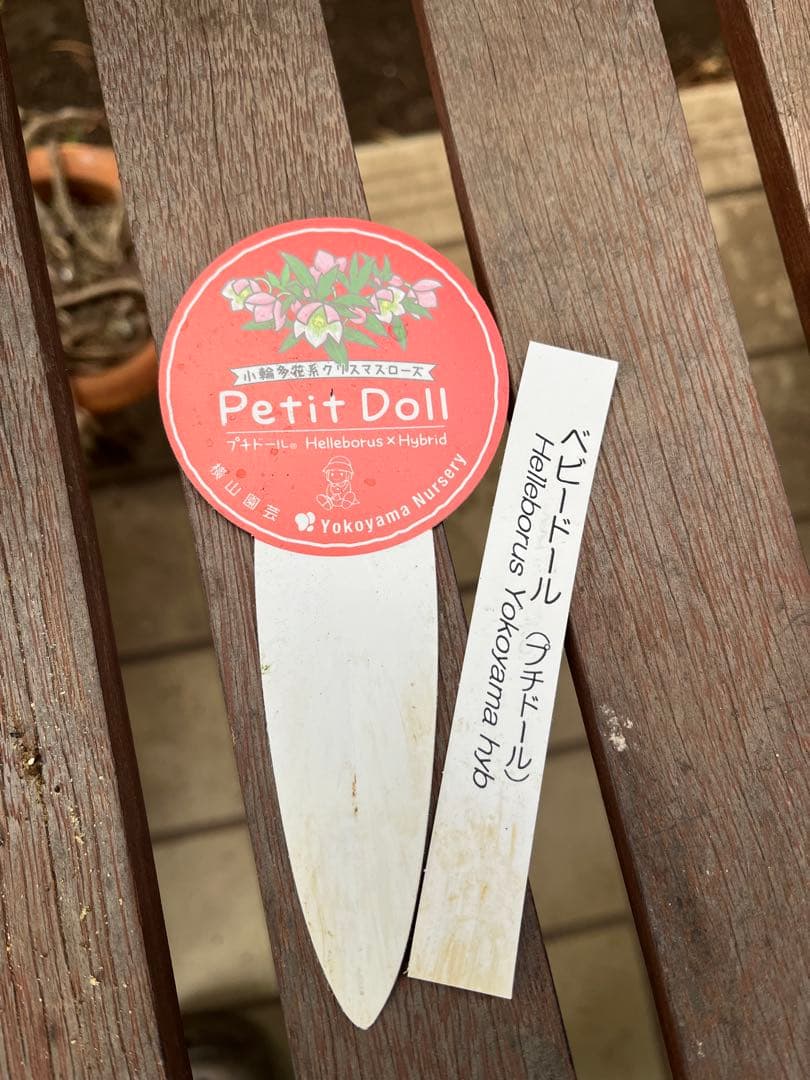 小輪多花系クリスマスローズ
Petit Doll
プチドール® Helleborus×Hybrid
横山園芸
Yokoyama Nursery
ベビードール (プチドール)
Helleborus Yokoyama hyb